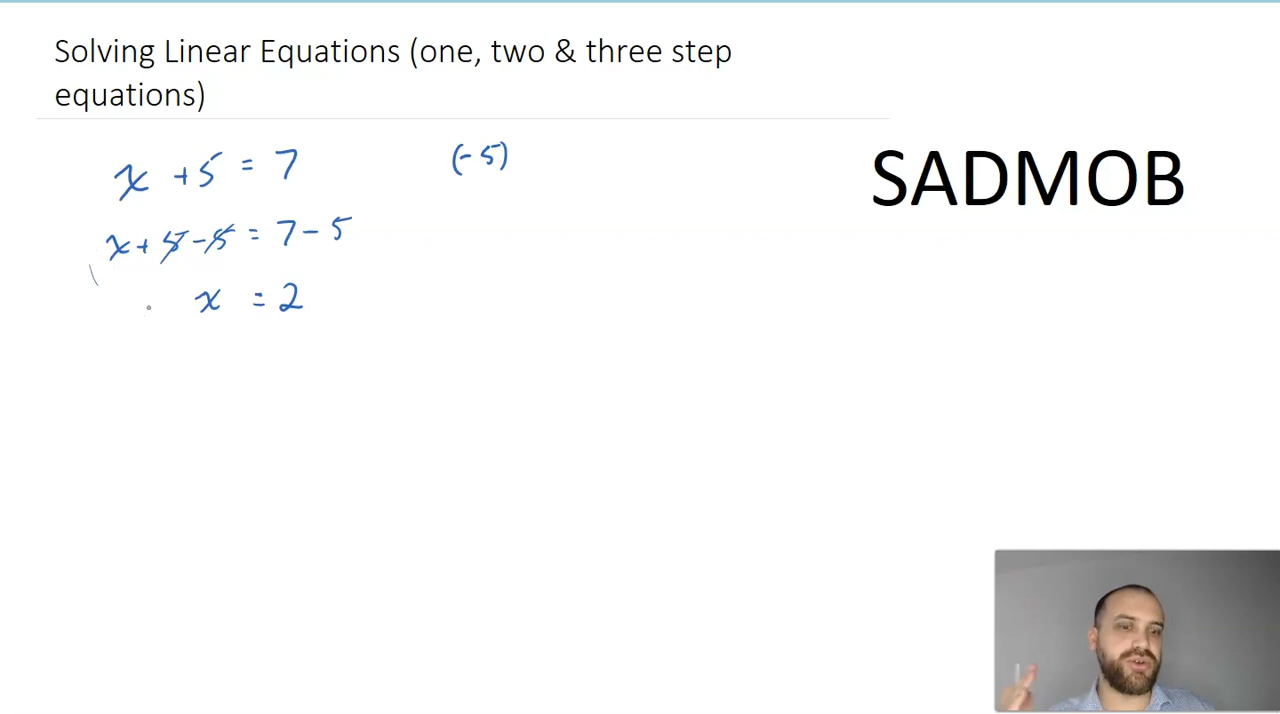 Solving Linear Equations (one, two & three step
equations)
x + 5 = 7 (-5)
SADMOB
x + 5 - 5 = 7 - 5
x = 2